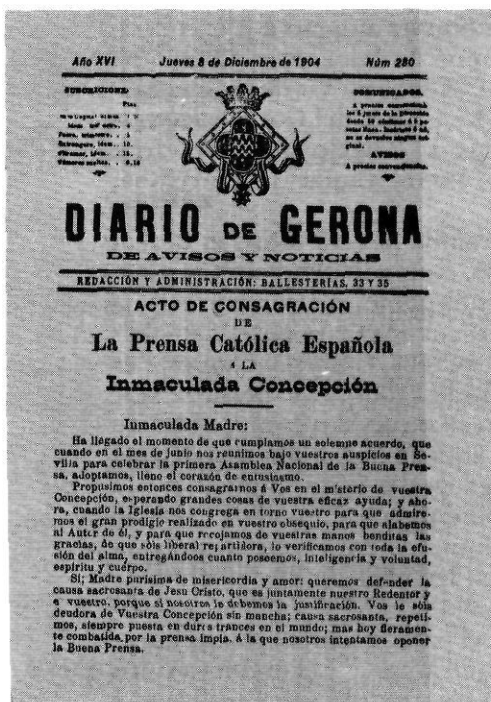 Año XVI Jueves 8 de Diciembre de 1904 Núm 280
SUSCRICIONE
COMUNICADOS.
Extrangero, idem. . 15.
AVISOS
A precios convencionales.
DIARIO DE GERONA
DE AVISOS Y NOTICIAS
REDACCIÓN Y ADMINISTRACIÓN: BALLESTERÍAS, 33 Y 35
ACTO DE CONSAGRACIÓN
DE
La Prensa Católica Española
Á LA
Inmaculada Concepción
Inmaculada Madre:
Ha llegado el momento de que cumplamos un solemne acuerdo, que
cuando en el mes de junio nos reunimos bajo vuestros auspicios en Se-
villa para celebrar la primera Asamblea Nacional de la Buena Pren-
sa, adoptamos, lleno el corazón de entusiasmo.
Propusimos entonces consagrarnos á Vos en el misterio de vuestra
Concepción, esperando grandes cosas de vuestra eficaz ayuda; y aho-
ra, cuando la Iglesia nos congrega en torno vuestro para que admire-
mos el gran prodigio realizado en vuestro obsequio, para que alabemos
al Autor de él, y para que recojamos de vuestras manos benditas las
gracias, de que sóis liberal repartidora, lo verificamos con toda la efu-
sión del alma, entregándoos cuanto poseemos, inteligencia y voluntad,
espíritu y cuerpo.
Sí; Madre purísima de misericordia y amor: queremos defender la
causa sacrosanta de Jesu Cristo, que es juntamente nuestro Redentor y
e vuestro, porque si nosotros le debemos la justificación. Vos le sóis
deudora de Vuestra Concepción sin mancha; causa sacrosanta, repeti-
mos, siempre puesta en duros trances en el mundo; mas hoy fieramen-
te combatida por la prensa impía. Á la que nosotros intentamos oponer
la Buena Prensa.